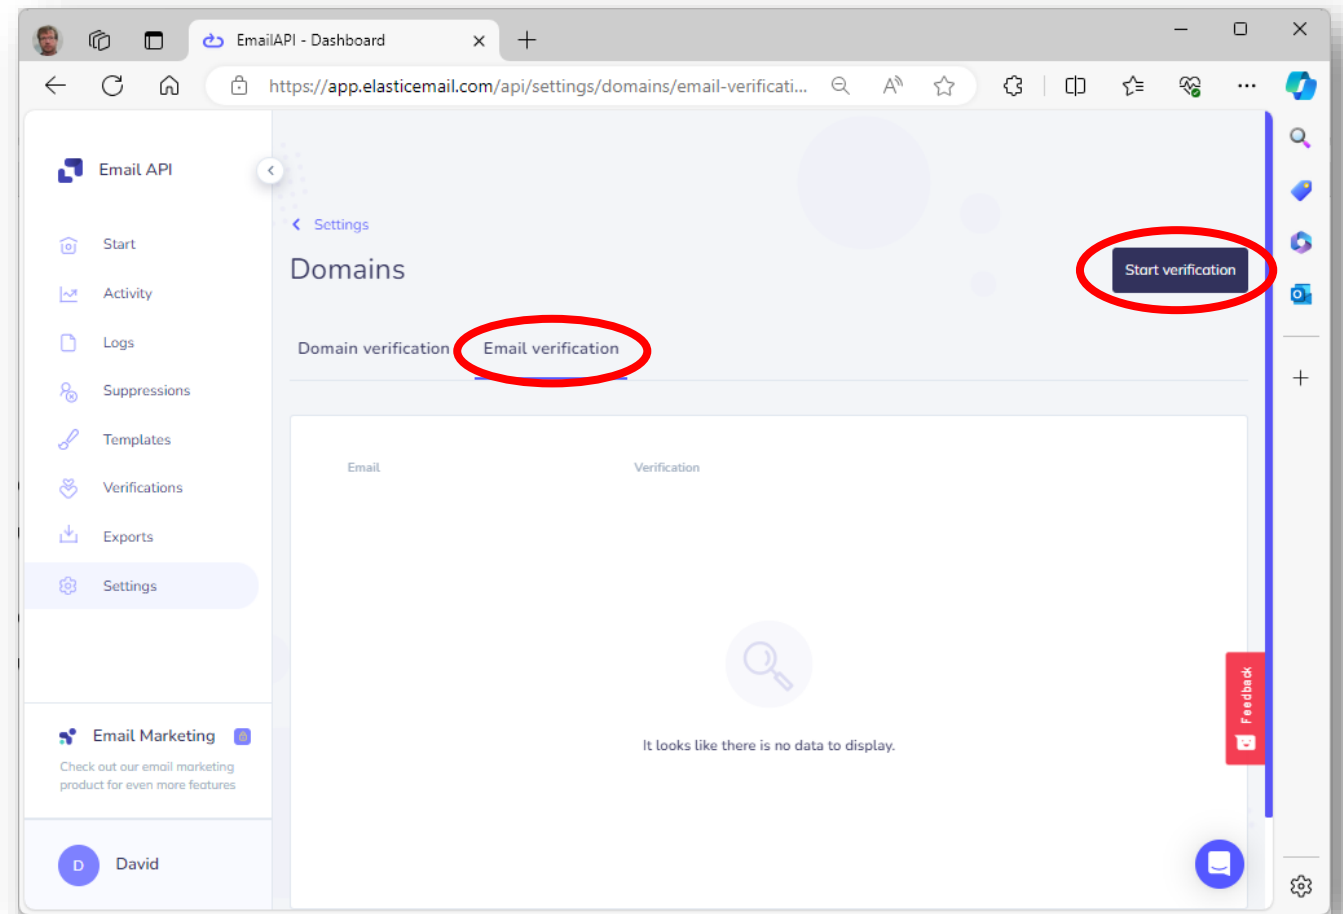 EmailAPI - Dashboard
https://app.elasticemail.com/api/settings/domains/email-verificati...
Email API
Start
Activity
Logs
Suppressions
Templates
Verifications
Exports
Settings
Email Marketing
Check out our email marketing
product for even more features
D
David
Settings
Domains
Start verification
Domain verification
Email verification
Email
Verification
It looks like there is no data to display.
Feedback